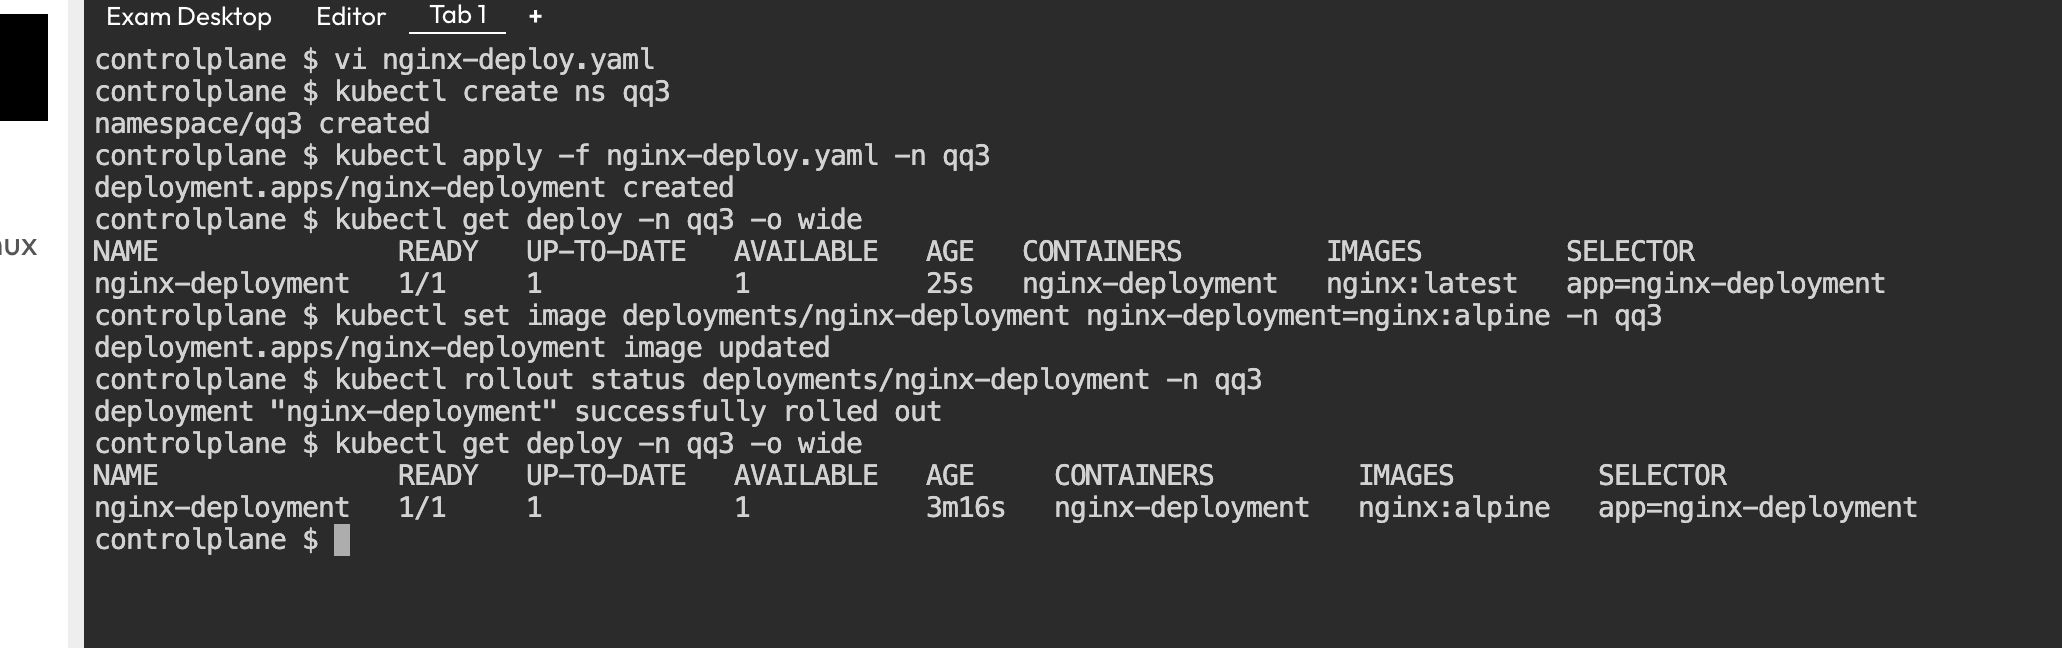 Exam Desktop Editor Tab 1 +
controlplane $ vi nginx-deploy.yaml
controlplane $ kubectl create ns qq3
namespace/qq3 created
controlplane $ kubectl apply -f nginx-deploy.yaml -n qq3
deployment.apps/nginx-deployment created
controlplane $ kubectl get deploy -n qq3 -o wide
NAME READY UP-TO-DATE AVAILABLE AGE CONTAINERS IMAGES SELECTOR
nginx-deployment 1/1 1 1 25s nginx-deployment nginx:latest app=nginx-deployment
controlplane $ kubectl set image deployments/nginx-deployment nginx-deployment=nginx:alpine -n qq3
deployment.apps/nginx-deployment image updated
controlplane $ kubectl rollout status deployments/nginx-deployment -n qq3
deployment "nginx-deployment" successfully rolled out
controlplane $ kubectl get deploy -n qq3 -o wide
NAME READY UP-TO-DATE AVAILABLE AGE CONTAINERS IMAGES SELECTOR
nginx-deployment 1/1 1 1 3m16s nginx-deployment nginx:alpine app=nginx-deployment
controlplane $